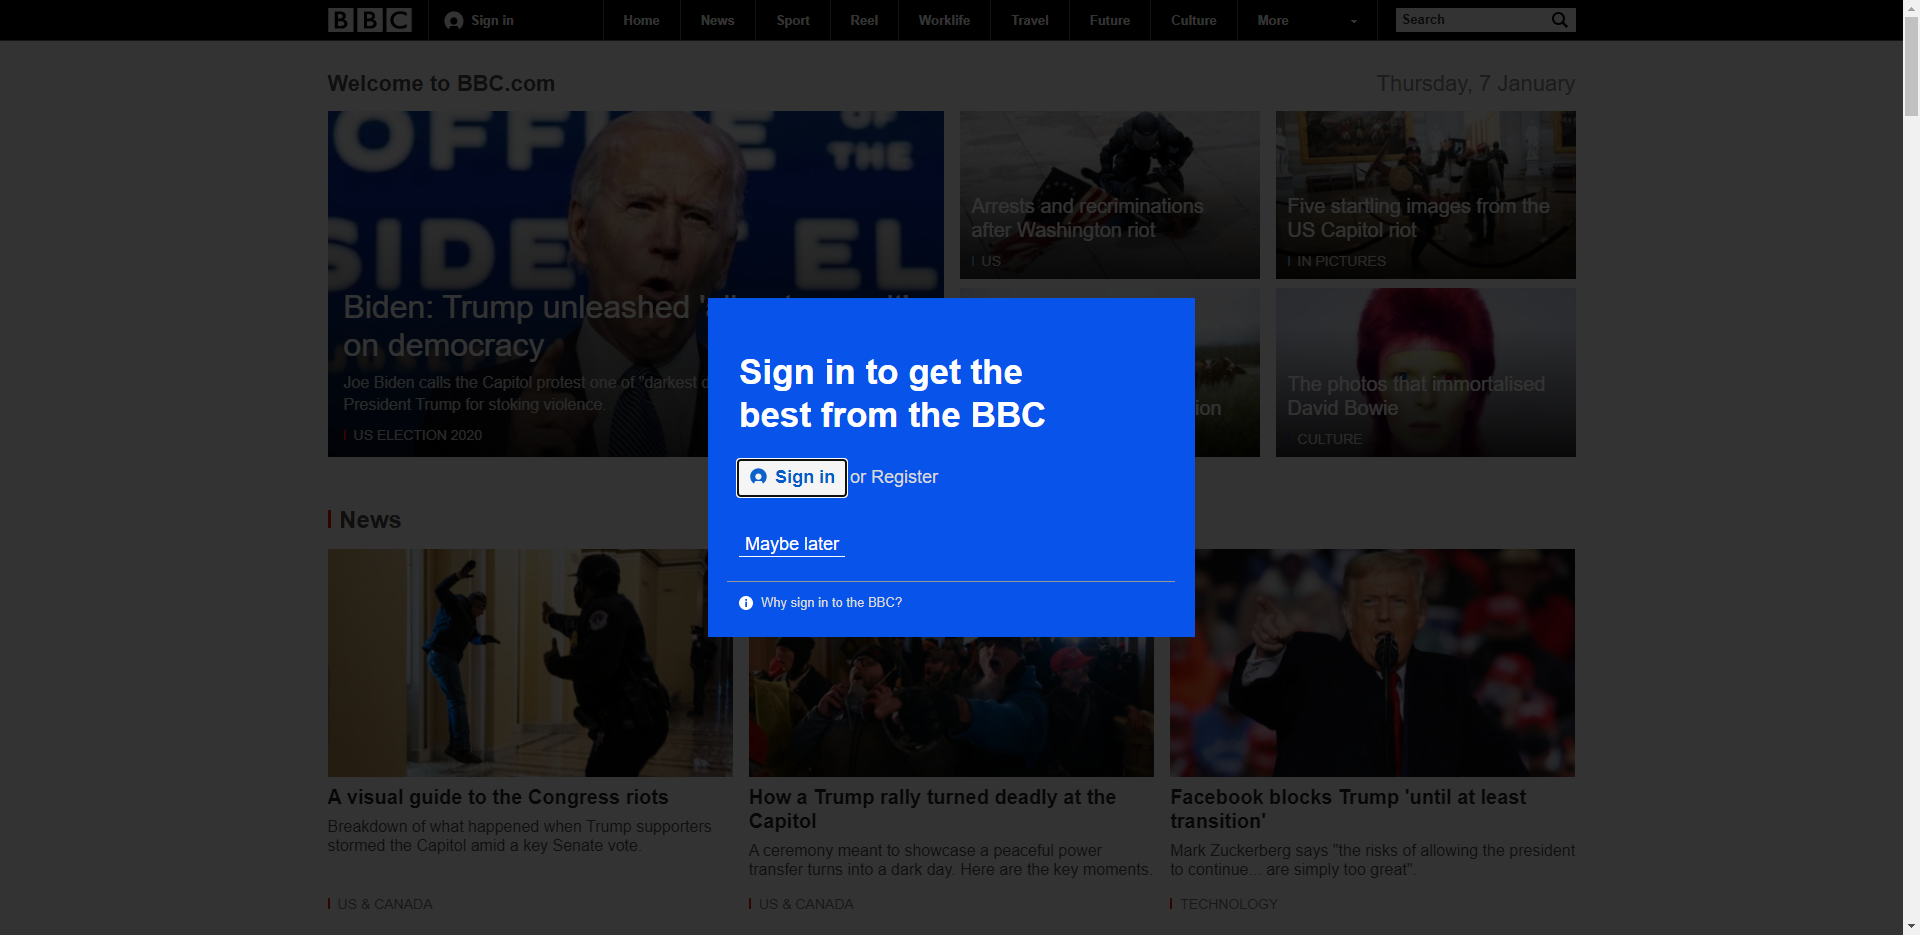 BBC
Sign in
Home
News
Sport
Reel
Worklife
Travel
Future
Culture
More
Search
Welcome to BBC.com
Thursday, 7 January
OFFICE OF THE
SIDENT EL
Biden: Trump unleashed
on democracy
Joe Biden calls the Capitol protest one of "darkest
President Trump for stoking violence.
US ELECTION 2020
Arrests and recriminations
after Washington riot
US
Five startling images from the
US Capitol riot
IN PICTURES
The photos that immortalised
David Bowie
CULTURE
Sign in to get the
best from the BBC
Sign in or Register
Maybe later
Why sign in to the BBC?
News
A visual guide to the Congress riots
Breakdown of what happened when Trump supporters
stormed the Capitol amid a key Senate vote.
US & CANADA
How a Trump rally turned deadly at the
Capitol
A ceremony meant to showcase a peaceful power
transfer turns into a dark day. Here are the key moments.
US & CANADA
Facebook blocks Trump 'until at least
transition'
Mark Zuckerberg says "the risks of allowing the president
to continue... are simply too great".
TECHNOLOGY